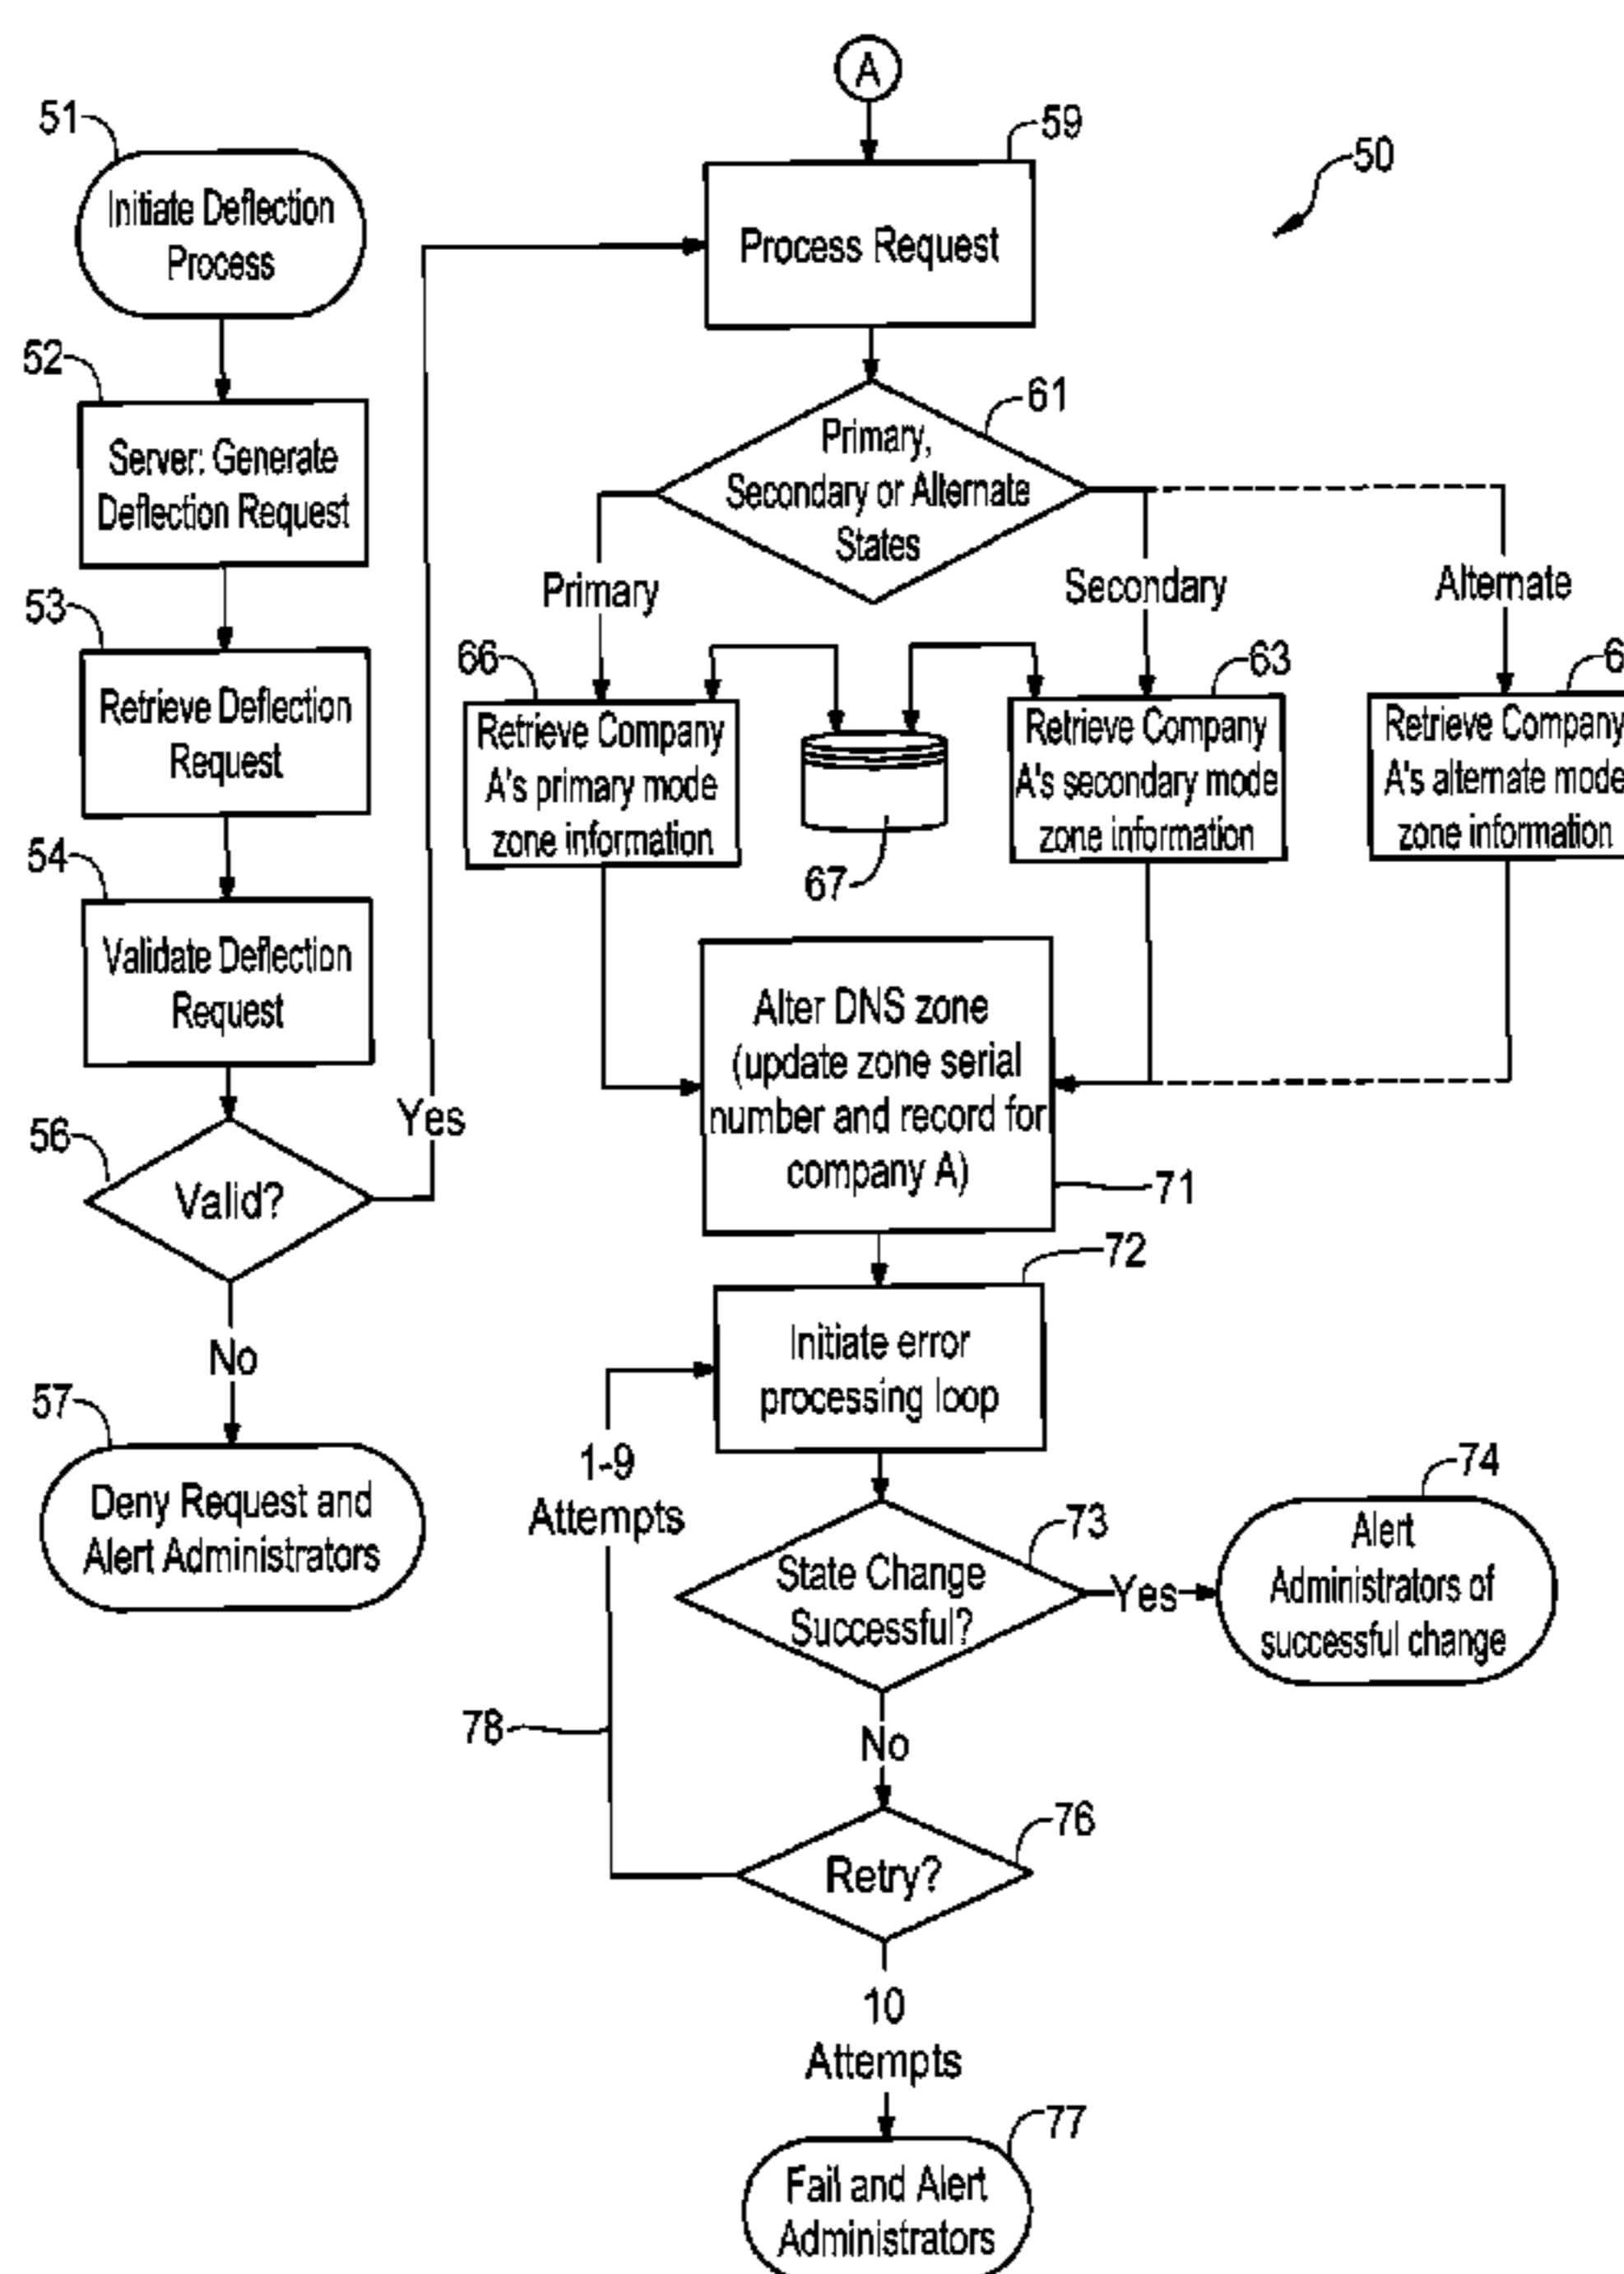 A
51
59
50
Initiate Deflection
Process
Process Request
52
Server: Generate
Deflection Request
61
Primary,
Secondary or Alternate
States
Primary
Secondary
Alternate
53
Retrieve Deflection
Request
66
Retrieve Company
A's primary mode
zone information
67
63
Retrieve Company
A's secondary mode
zone information
Retrieve Company
A's alternate mode
zone information
54
Validate Deflection
Request
Alter DNS zone
(update zone serial
number and record for
company A)
71
56
Valid?
Yes
No
57
Deny Request and
Alert Administrators
72
Initiate error
processing loop
1-9
Attempts
73
State Change
Successful?
Yes
74
Alert
Administrators of
successful change
78
No
76
Retry?
10
Attempts
77
Fail and Alert
Administrators